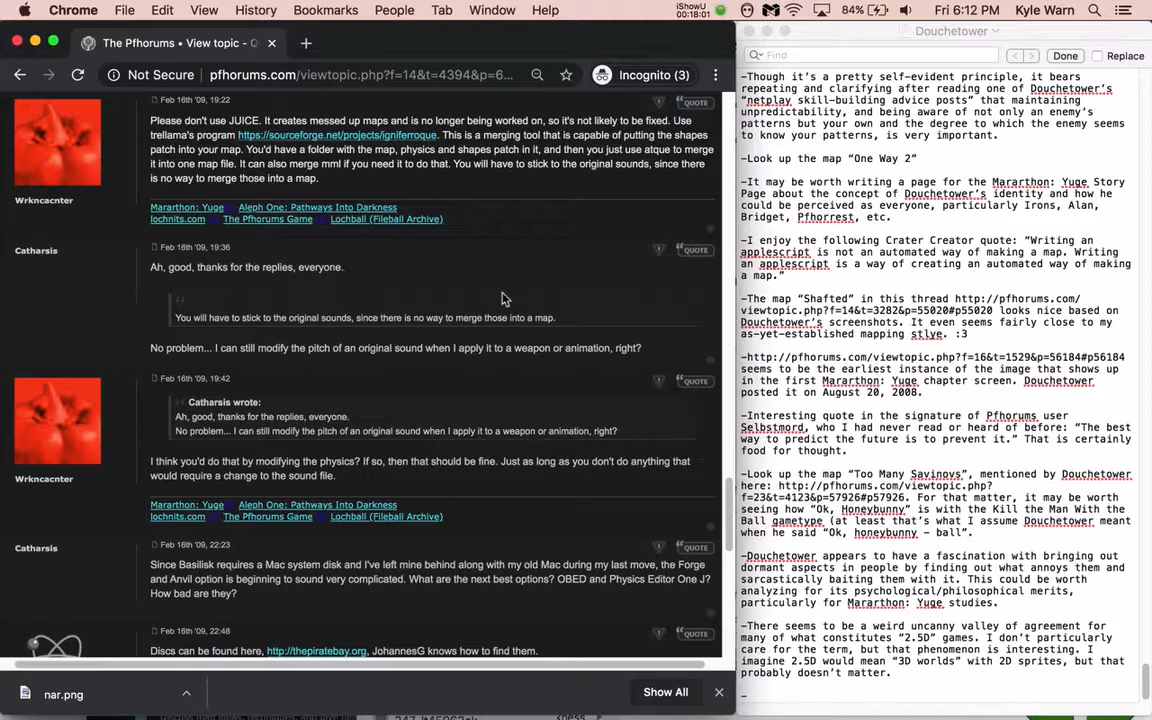 Chrome File Edit View History Bookmarks People Tab Window Help iShowU 00:18:01 84% Fri 6:12 PM Kyle Warn
The Pfhorums • View topic -
Not Secure pfhorums.com/viewtopic.php?f=14&t=4394&p=6... Incognito (3)
Feb 16th '09, 19:22
QUOTE
Please don't use JUICE. It creates messed up maps and is no longer being worked on, so it's not likely to be fixed. Use
trellama's program https://sourceforge.net/projects/igniferroque. This is a merging tool that is capable of putting the shapes
patch into your map. You'd have a folder with the map, physics and shapes patch in it, and then you just use atque to merge
it into one map file. It can also merge mml if you need it to do that. You will have to stick to the original sounds, since there
is no way to merge those into a map.
Wrkncacnter
Mararthon: Yuge Aleph One: Pathways Into Darkness
lochnits.com The Pfhorums Game Lochball (Fileball Archive)
Catharsis
Feb 16th '09, 19:36
QUOTE
Ah, good, thanks for the replies, everyone.
You will have to stick to the original sounds, since there is no way to merge those into a map.
No problem... I can still modify the pitch of an original sound when I apply it to a weapon or animation, right?
Feb 16th '09, 19:42
QUOTE
Catharsis wrote:
Ah, good, thanks for the replies, everyone.
No problem... I can still modify the pitch of an original sound when I apply it to a weapon or animation, right?
I think you'd do that by modifying the physics? If so, then that should be fine. Just as long as you don't do anything that
would require a change to the sound file.
Wrkncacnter
Mararthon: Yuge Aleph One: Pathways Into Darkness
lochnits.com The Pfhorums Game Lochball (Fileball Archive)
Catharsis
Feb 16th '09, 22:23
QUOTE
Since Basilisk requires a Mac system disk and I've left mine behind along with my old Mac during my last move, the Forge
and Anvil option is beginning to sound very complicated. What are the next best options? OBED and Physics Editor One J?
How bad are they?
Feb 16th '09, 22:48
QUOTE
Discs can be found here, http://thepiratebay.org, JohannesG knows how to find them.
nar.png
Show All
Douchetower
Find Done Replace
-Though it's a pretty self-evident principle, it bears
repeating and clarifying after reading one of Douchetower's
"netplay skill-building advice posts" that maintaining
unpredictability, and being aware of not only an enemy's
patterns but your own and the degree to which the enemy seems
to know your patterns, is very important.
-Look up the map "One Way 2"
-It may be worth writing a page for the Mararthon: Yuge Story
Page about the concept of Douchetower's identity and how he
could be perceived as everyone, particularly Irons, Alan,
Bridget, Pfhorrest, etc.
-I enjoy the following Crater Creator quote: "Writing an
applescript is not an automated way of making a map. Writing
an applescript is a way of creating an automated way of making
a map."
-The map "Shafted" in this thread http://pfhorums.com/
viewtopic.php?f=14&t=3282&p=55020#p55020 looks nice based on
Douchetower's screenshots. It even seems fairly close to my
as-yet-established mapping stlye. :3
-http://pfhorums.com/viewtopic.php?f=16&t=1529&p=56184#p56184
seems to be the earliest instance of the image that shows up
in the first Mararthon: Yuge chapter screen. Douchetower
posted it on August 20, 2008.
-Interesting quote in the signature of Pfhorums user
Selbstmord, who I had never read or heard of before: "The best
way to predict the future is to prevent it." That is certainly
food for thought.
-Look up the map "Too Many Savinovs", mentioned by Douchetower
here: http://pfhorums.com/viewtopic.php?
f=23&t=4123&p=57926#p57926. For that matter, it may be worth
seeing how "Ok, Honeybunny" is with the Kill the Man With the
Ball gametype (at least that's what I assume Douchetower meant
when he said "Ok, honeybunny - ball".
-Douchetower appears to have a fascination with bringing out
dormant aspects in people by finding out what annoys them and
sarcastically baiting them with it. This could be worth
analyzing for its psychological/philosophical merits,
particularly for Mararthon: Yuge studies.
-There seems to be a weird uncanny valley of agreement for
many of what constitutes "2.5D" games. I don't particularly
care for the term, but that phenomenon is interesting. I
imagine 2.5D would mean "3D worlds" with 2D sprites, but that
probably doesn't matter.
-